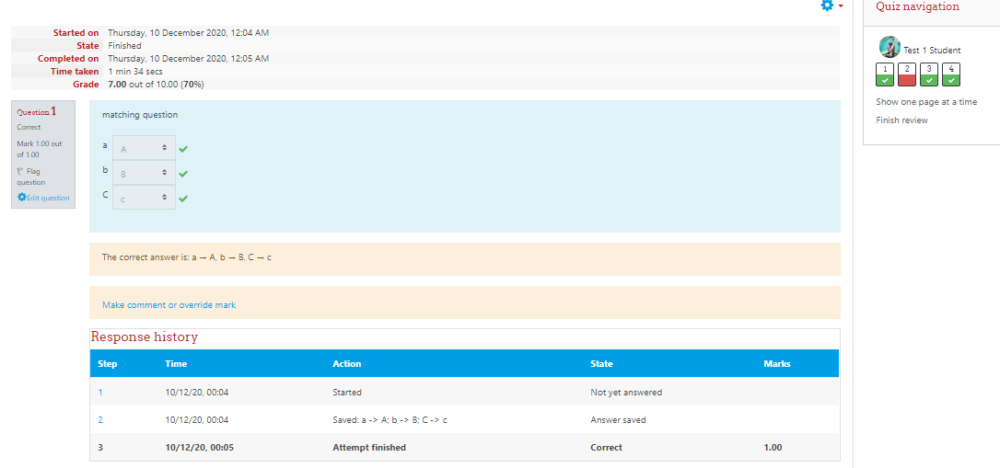 Started on Thursday, 10 December 2020, 12:04 AM
State Finished
Completed on Thursday, 10 December 2020, 12:05 AM
Time taken 1 min 34 secs
Grade 7.00 out of 10.00 (70%)
Question 1
Correct
Mark 1.00 out
of 1.00
Flag
question
Edit question
matching question
a A
b B
C c
The correct answer is: a → A, b → B, C → c
Make comment or override mark
Response history
Step Time Action State Marks
1 10/12/20, 00:04 Started Not yet answered
2 10/12/20, 00:04 Saved: a -> A; b -> B; C -> c Answer saved
3 10/12/20, 00:05 Attempt finished Correct 1.00
Quiz navigation
Test 1 Student
1 2 3 4
Show one page at a time
Finish review